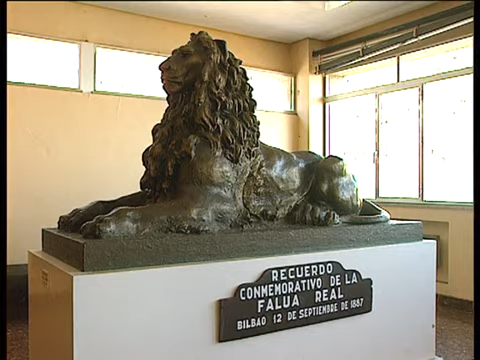 RECUERDO
CONMEMORATIVO DE LA
FALUA REAL
BILBAO 12 DE SEPTIEMBRE DE 1887